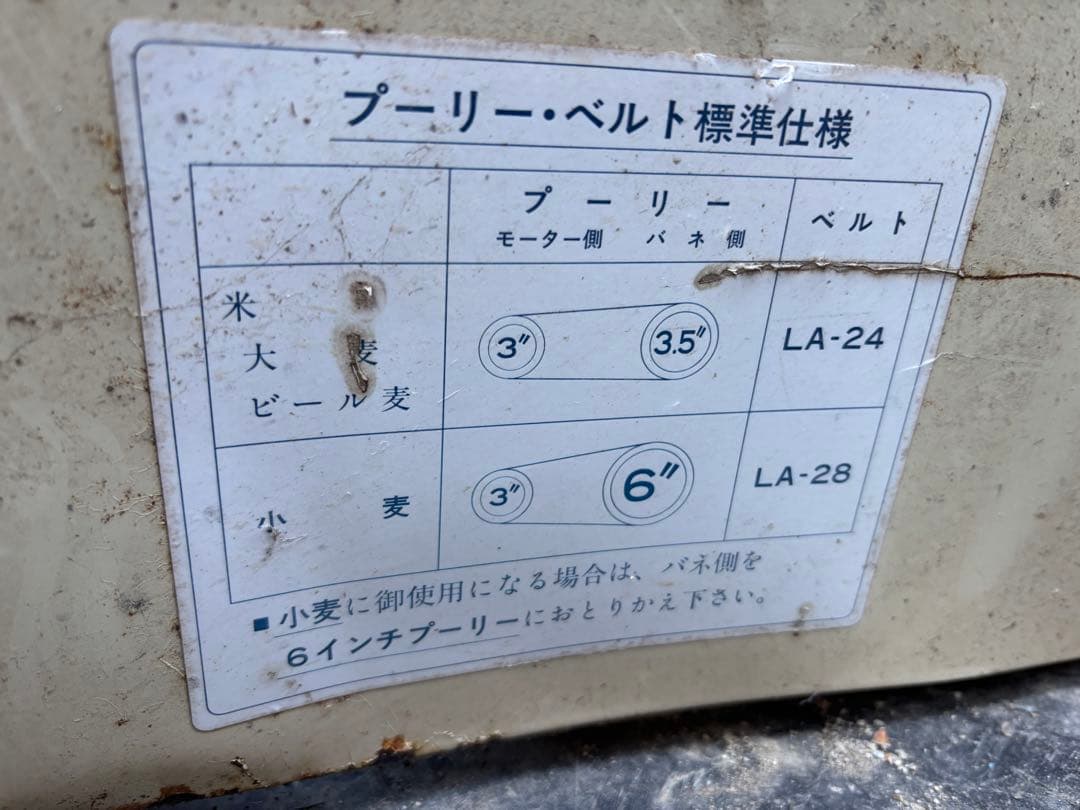 プーリー・ベルト標準仕様
プーリー
ベルト
モーター側 バネ側
米
大麦
ビール麦
3″ 3.5″ LA-24
小麦
3″ 6″ LA-28
■小麦に御使用になる場合は、バネ側を
6インチプーリーにおとりかえ下さい。